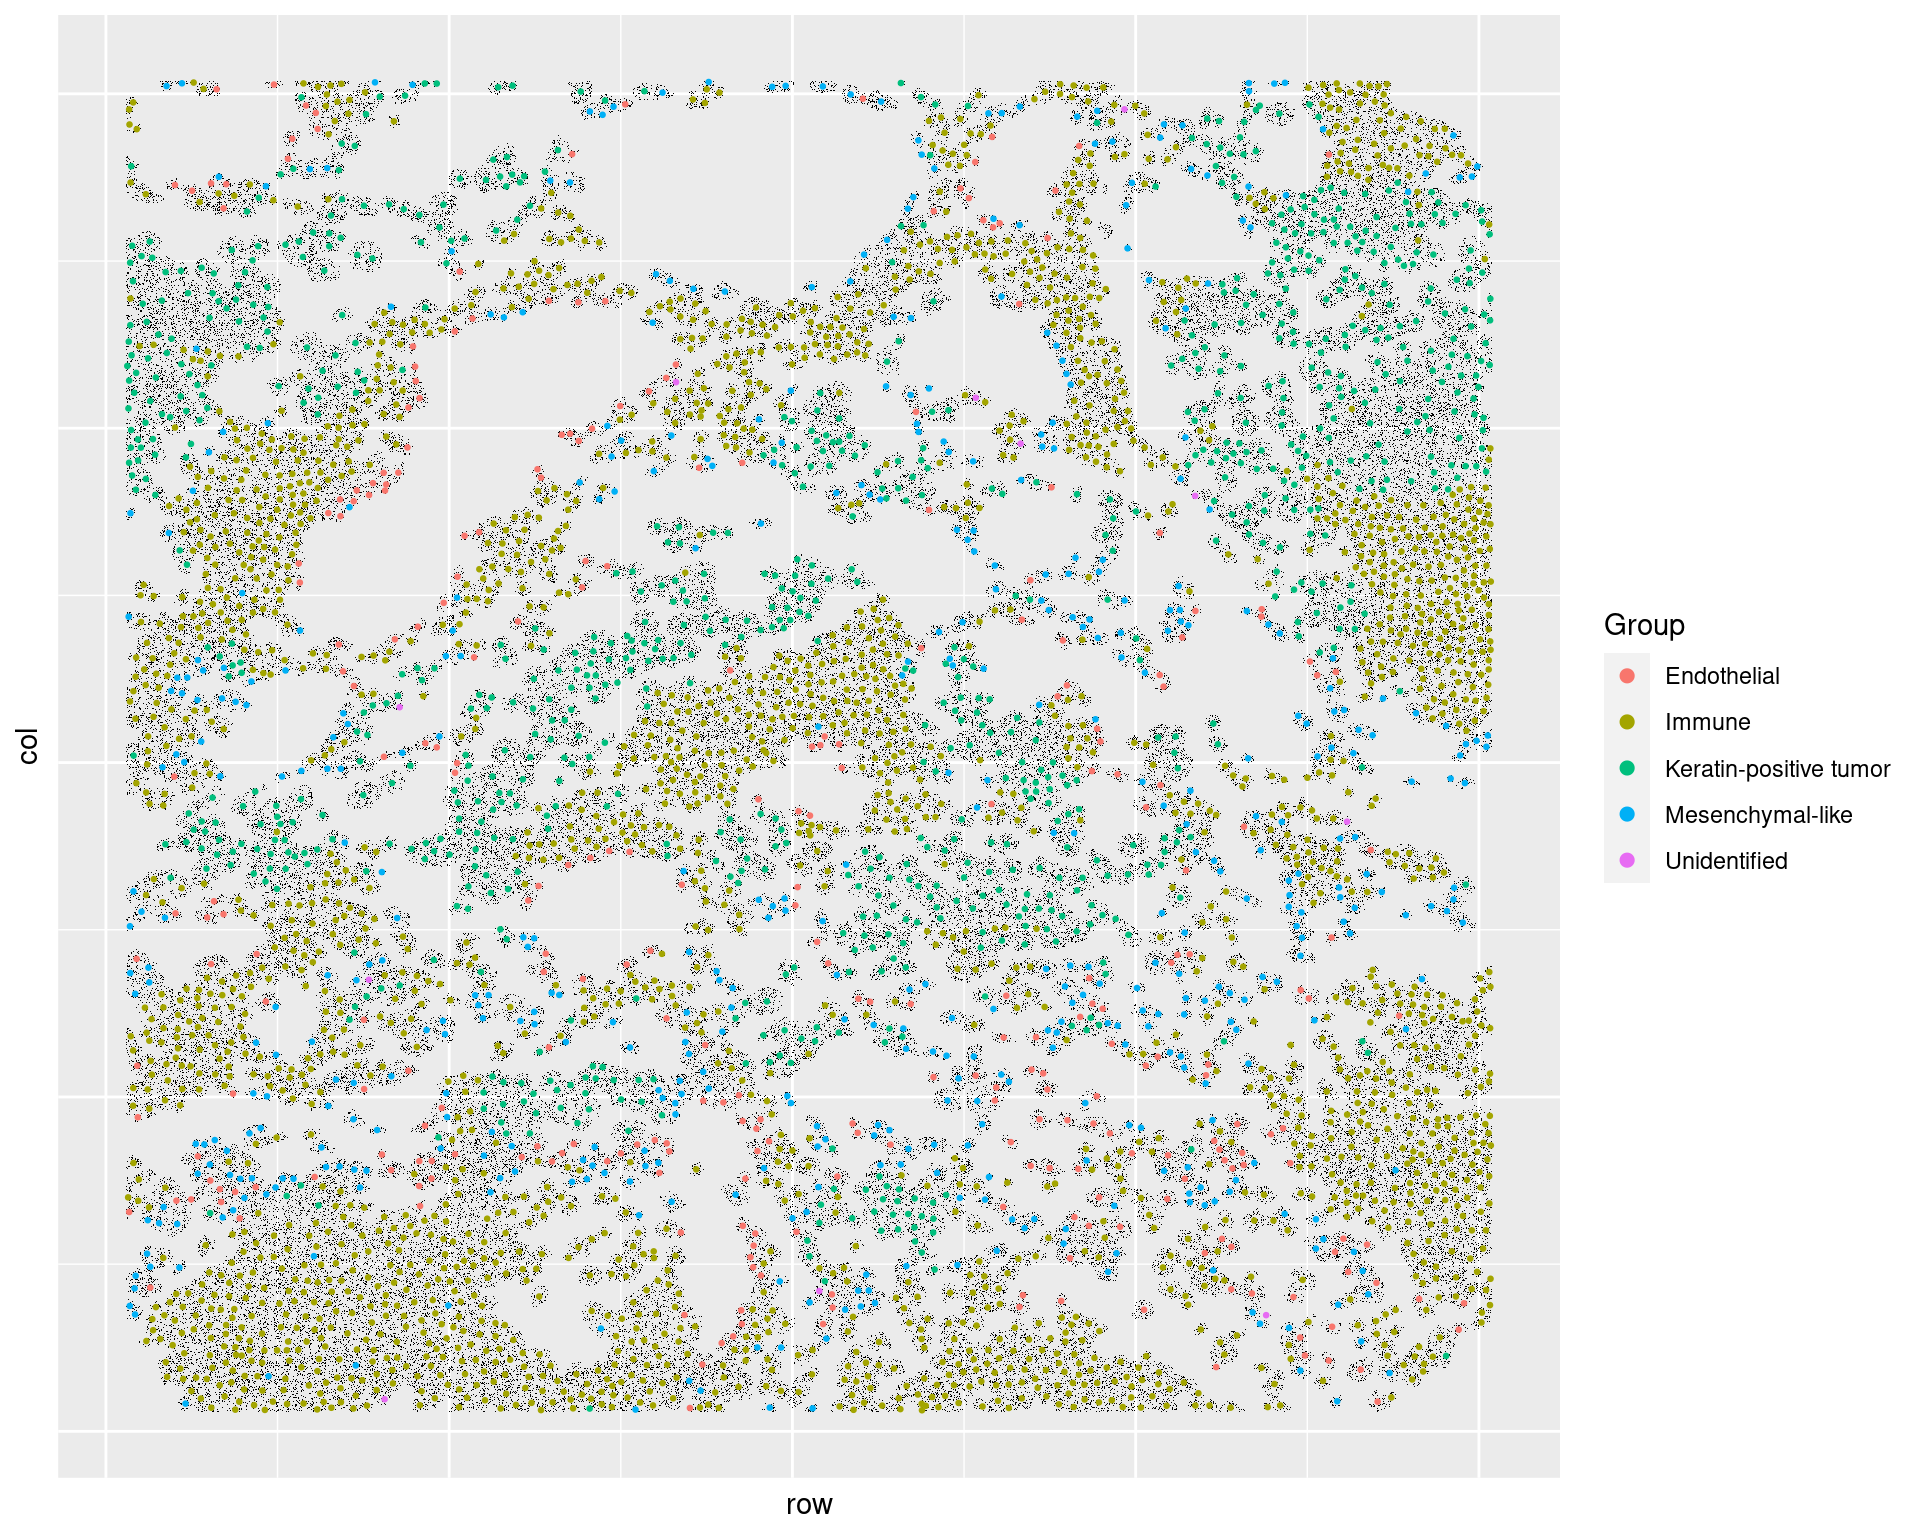 col
row
Group
Endothelial
Immune
Keratin-positive tumor
Mesenchymal-like
Unidentified